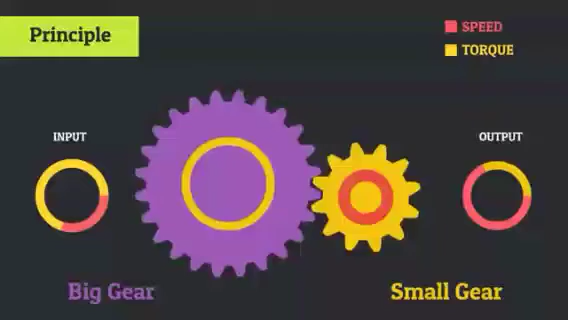 Principle
SPEED
TORQUE
INPUT
OUTPUT
Big Gear
Small Gear